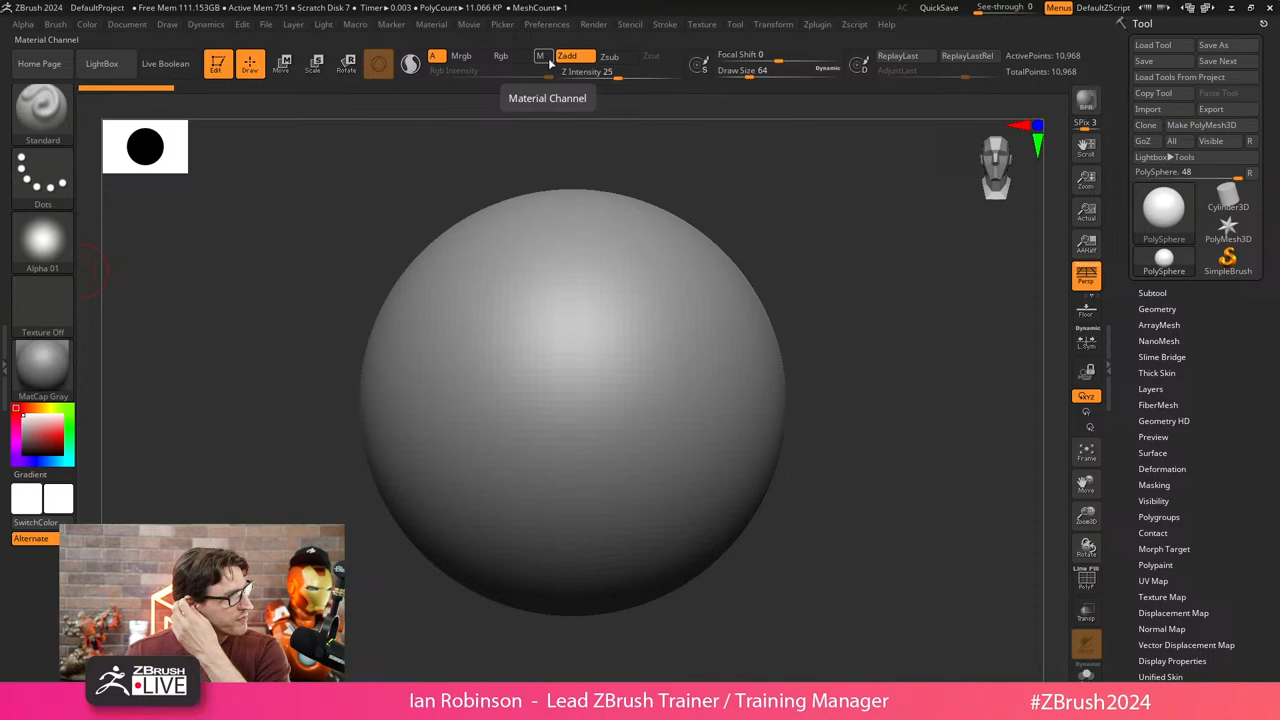 ZBrush 2024 DefaultProject • Free Mem 111.153GB • Active Mem 751 • Scratch Disk 7 • Timer▶0.003 • PolyCount▶11.066 KP • MeshCount▶1 AC QuickSave See-through 0 Menus DefaultZScript
Alpha Brush Color Document Draw Dynamics Edit File Layer Light Macro Marker Material Movie Picker Preferences Render Stencil Stroke Texture Tool Transform Zplugin Zscript Help
Material Channel
Home Page LightBox Live Boolean Edit Draw Move Scale Rotate
A Mrgb Rgb M Zadd Zsub Zcut
Rgb Intensity Z Intensity 25
Focal Shift 0
Draw Size 64 Dynamic
S D
ReplayLast ReplayLastRel ActivePoints: 10,968
AdjustLast TotalPoints: 10,968
Material Channel
Standard
Dots
Alpha 01
Texture Off
MatCap Gray
Gradient
SwitchColor
Alternate
BPR
SPix 3
Scroll
Zoom
Actual
AAHalf
Persp
Floor
Dynamic
L.Sym
XYZ
Frame
Move
Zoom3D
Rotate
Line Fill
PolyF
Transp
Dynamic
Tool
Load Tool Save As
Save Save Next
Load Tools From Project
Copy Tool Paste Tool
Import Export
Clone Make PolyMesh3D
GoZ All Visible R
Lightbox▶Tools
PolySphere. 48 R
PolySphere Cylinder3D
PolyMesh3D
PolySphere SimpleBrush
Subtool
Geometry
ArrayMesh
NanoMesh
Slime Bridge
Thick Skin
Layers
FiberMesh
Geometry HD
Preview
Surface
Deformation
Masking
Visibility
Polygroups
Contact
Morph Target
Polypaint
UV Map
Texture Map
Displacement Map
Normal Map
Vector Displacement Map
Display Properties
Unified Skin
ZBRUSH
LIVE
Ian Robinson - Lead ZBrush Trainer / Training Manager
#ZBrush2024